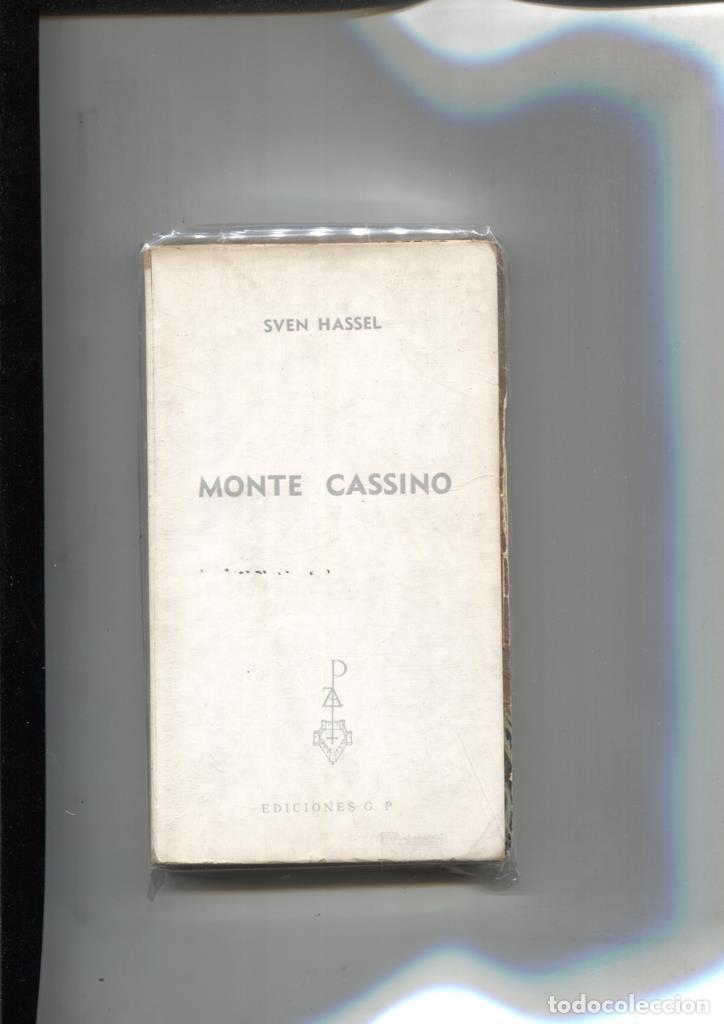 SVEN HASSEL
MONTE CASSINO
P
Z A
EDICIONES G. P
todocoleccion